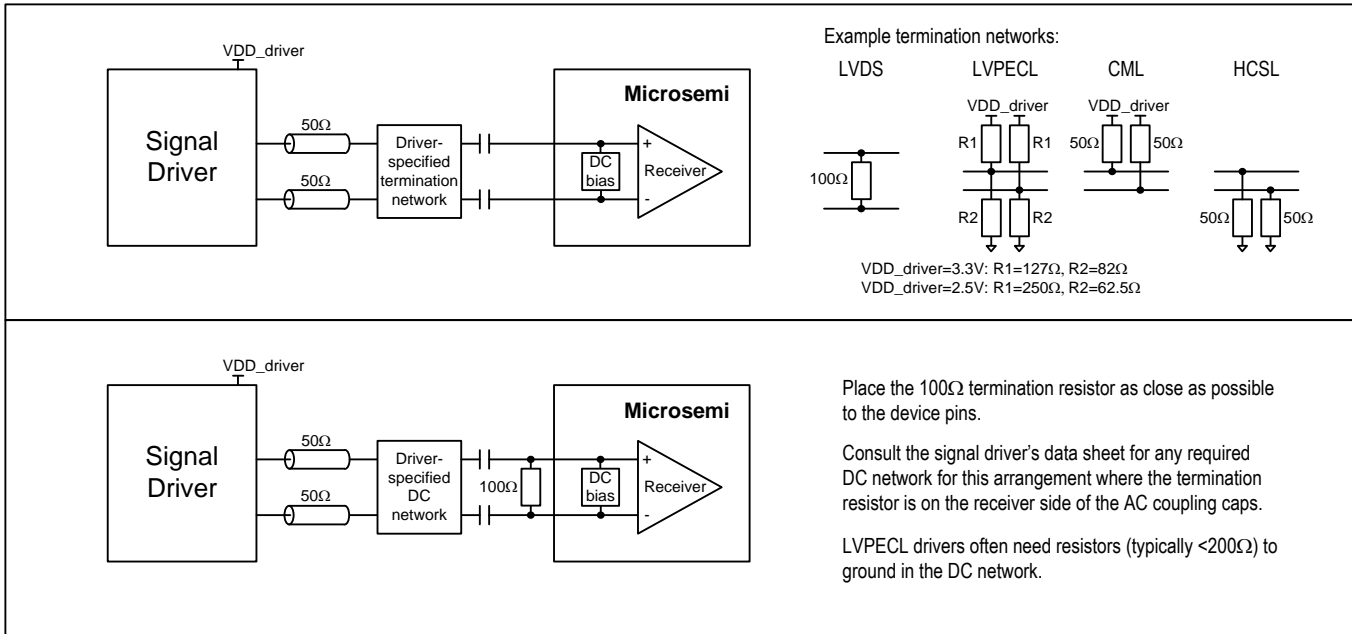 VDD_driver
Signal
Driver
50Ω
50Ω
Driver-
specified
termination
network
Microsemi
+
DC
bias
-
Receiver
Example termination networks:
LVDS
LVPECL
CML
HCSL
100Ω
VDD_driver
R1
R1
R2
R2
VDD_driver
50Ω
50Ω
50Ω
50Ω
VDD_driver=3.3V: R1=127Ω, R2=82Ω
VDD_driver=2.5V: R1=250Ω, R2=62.5Ω
VDD_driver
Signal
Driver
50Ω
50Ω
Driver-
specified
DC
network
100Ω
Microsemi
+
DC
bias
-
Receiver
Place the 100Ω termination resistor as close as possible
to the device pins.
Consult the signal driver's data sheet for any required
DC network for this arrangement where the termination
resistor is on the receiver side of the AC coupling caps.
LVPECL drivers often need resistors (typically <200Ω) to
ground in the DC network.